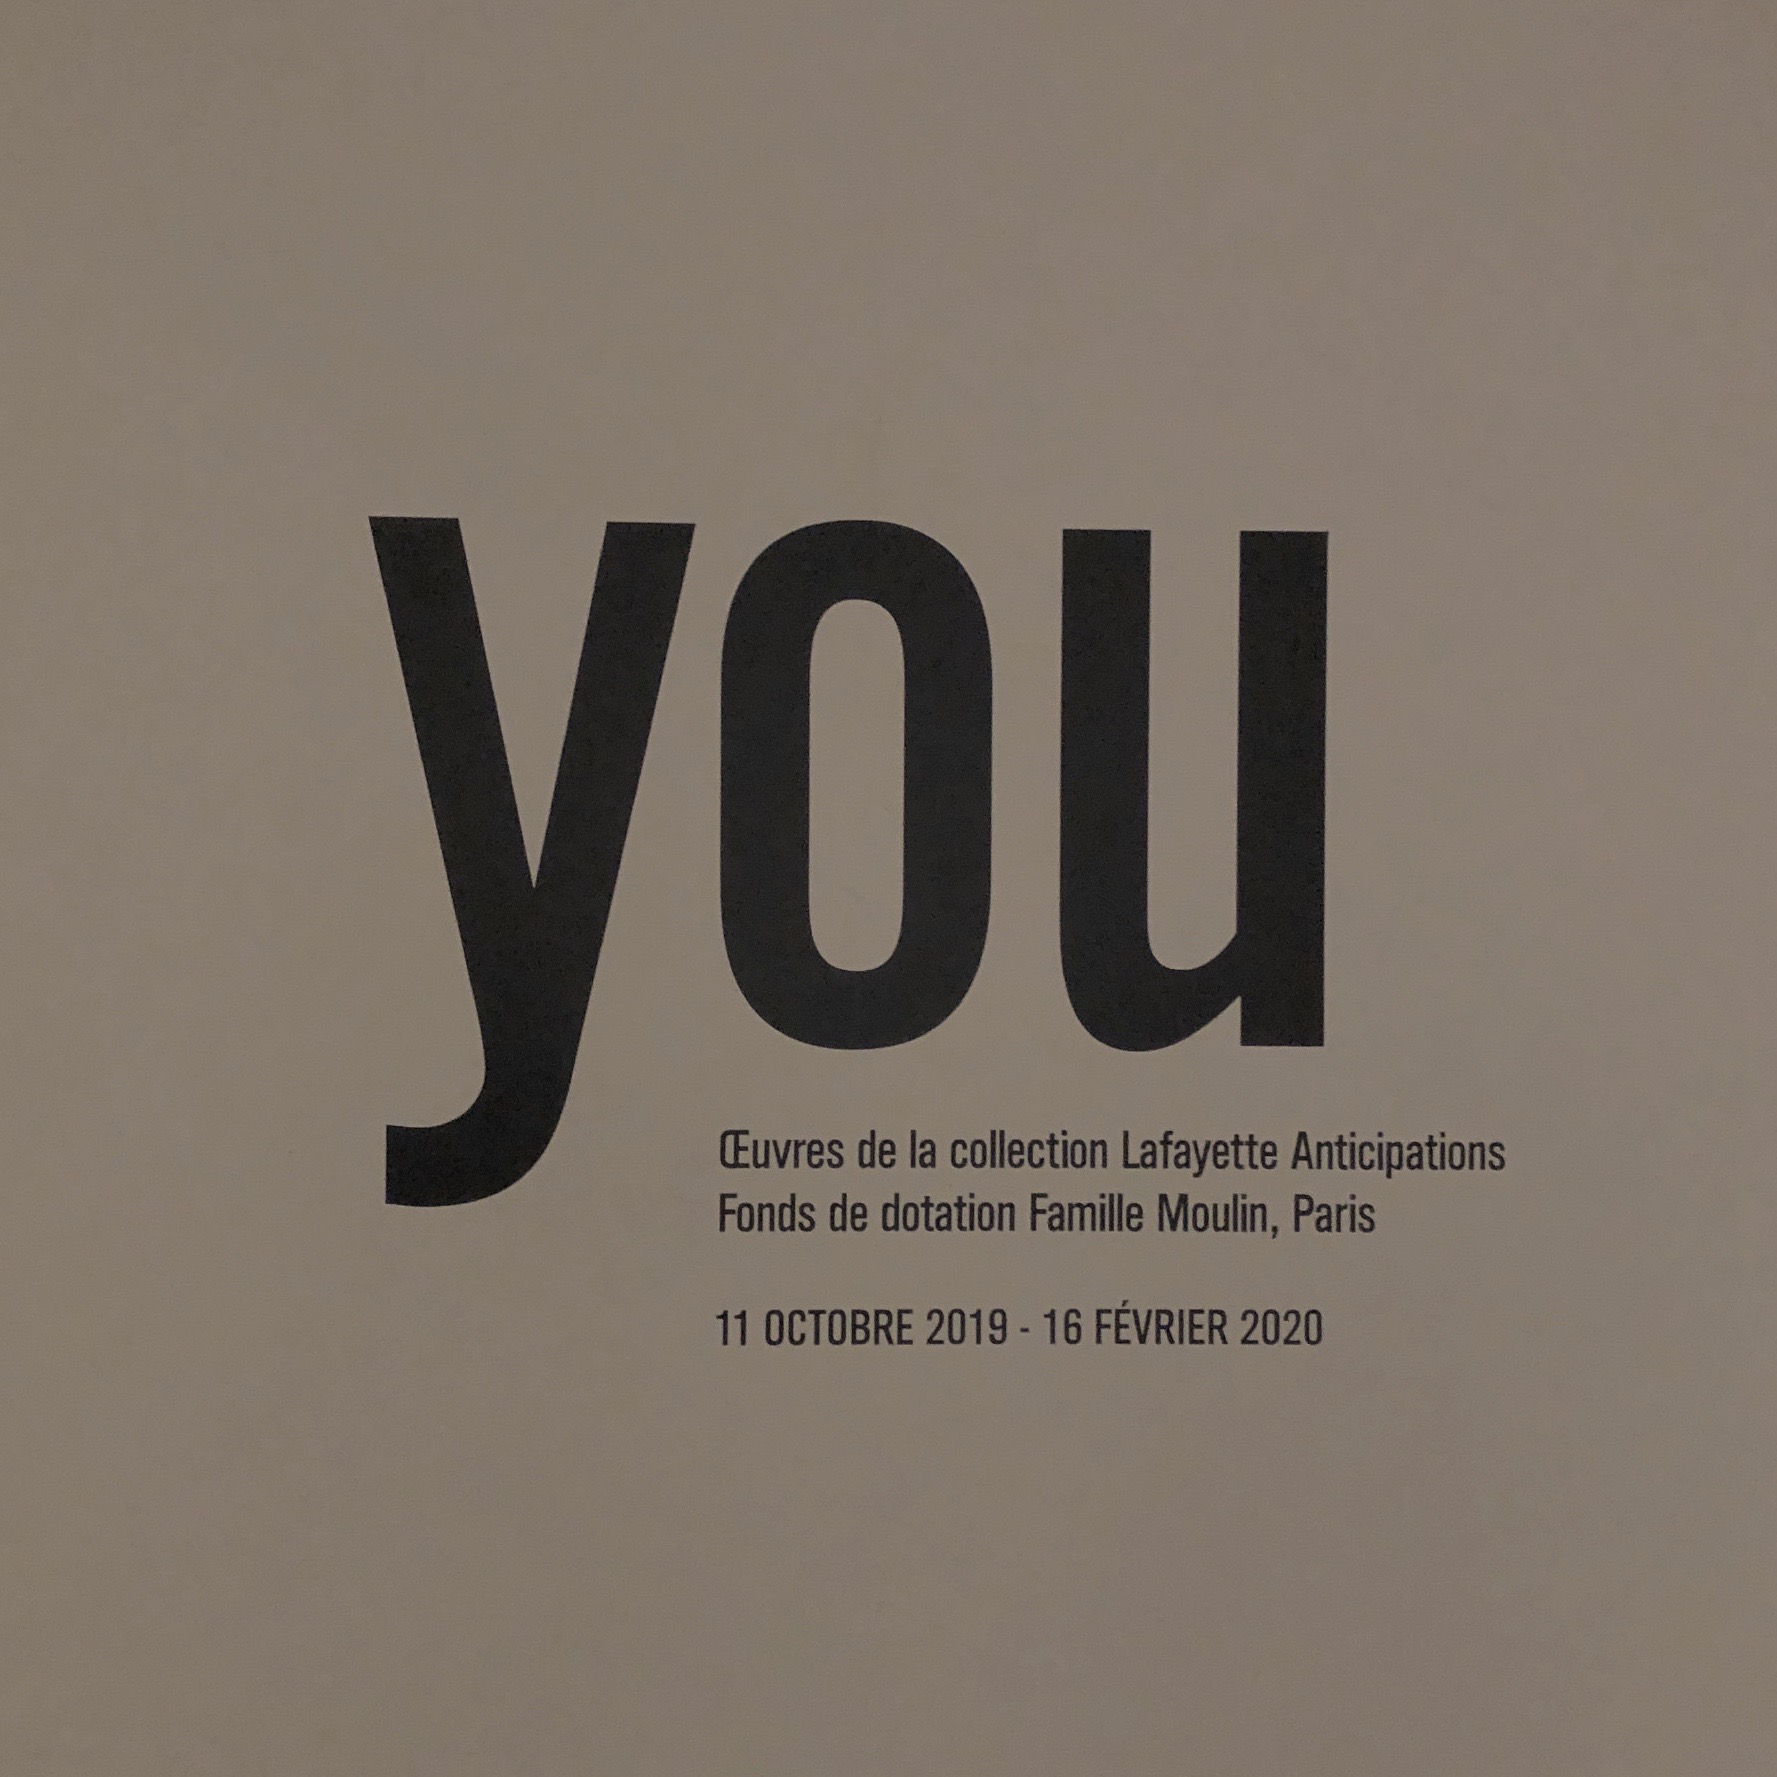 you
Œuvres de la collection Lafayette Anticipations
Fonds de dotation Famille Moulin, Paris
11 OCTOBRE 2019 - 16 FÉVRIER 2020